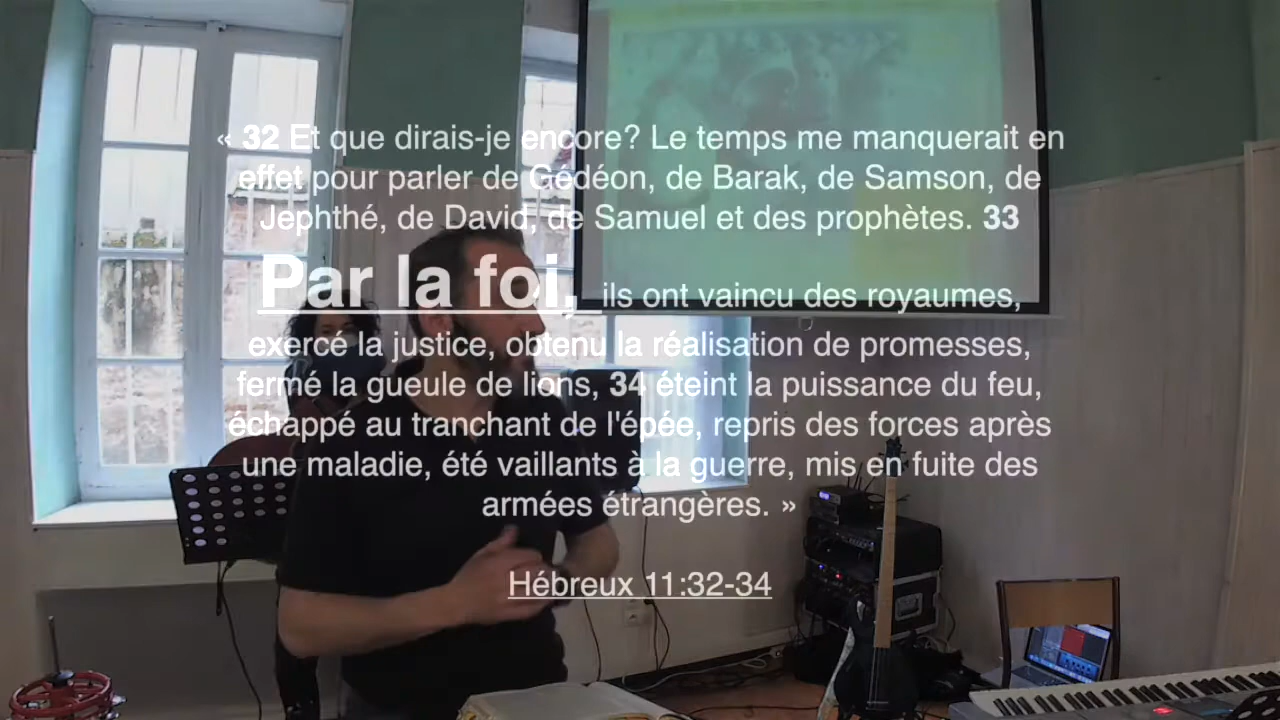 « 32 Et que dirais-je encore? Le temps me manquerait en
effet pour parler de Gédéon, de Barak, de Samson, de
Jephthé, de David, de Samuel et des prophètes. 33
Par la foi, ils ont vaincu des royaumes,
exercé la justice, obtenu la réalisation de promesses,
fermé la gueule de lions, 34 éteint la puissance du feu,
échappé au tranchant de l'épée, repris des forces après
une maladie, été vaillants à la guerre, mis en fuite des
armées étrangères. »
Hébreux 11:32-34